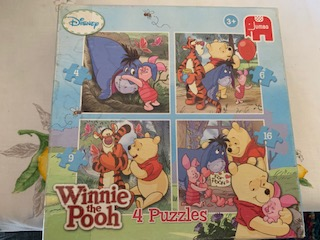 Disney
3+
Jumbo
4
6
9
16
Winnie
the
Pooh
4 Puzzles